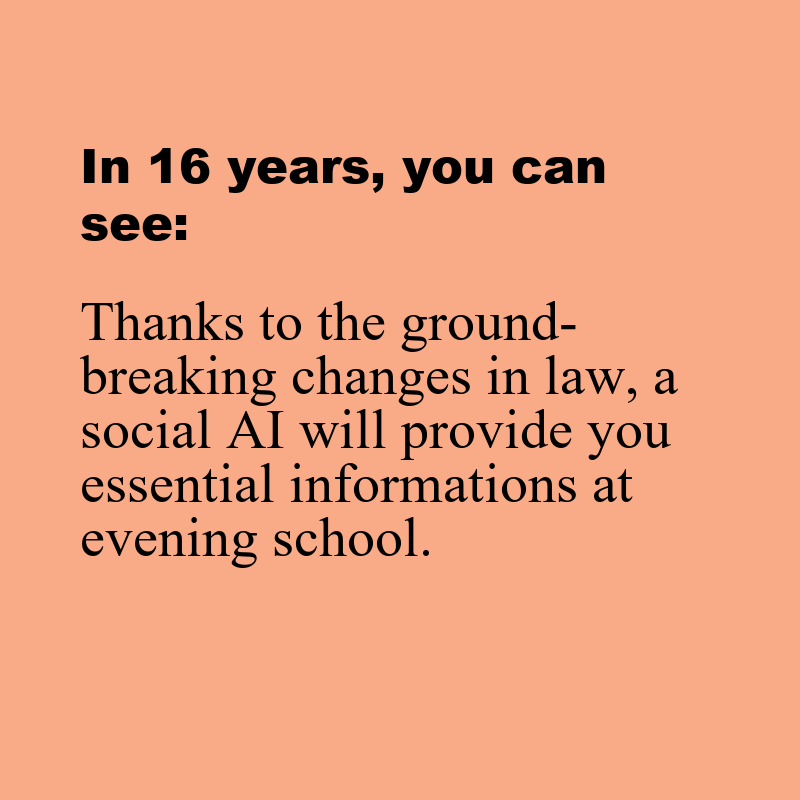 In 16 years, you can
see:
Thanks to the ground-
breaking changes in law, a
social AI will provide you
essential informations at
evening school.